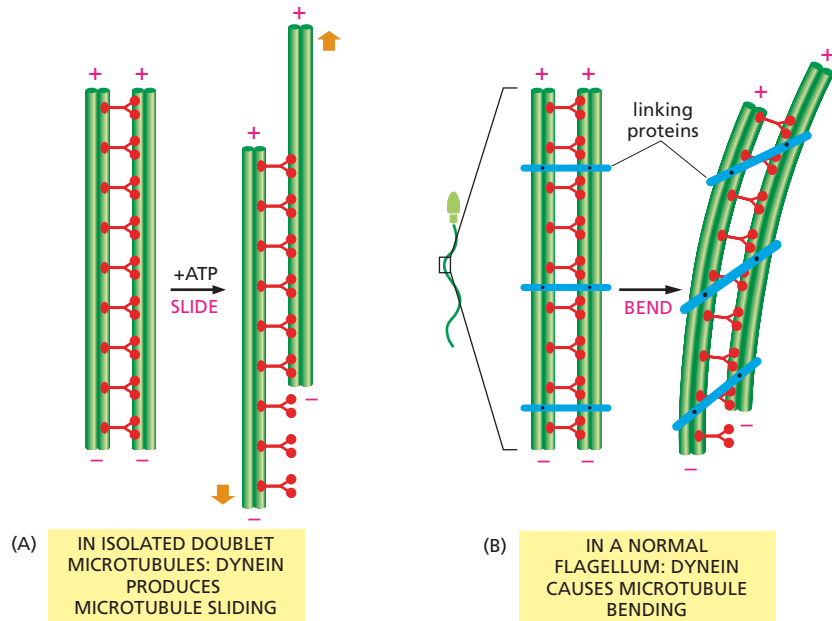 + +
+
+
+ATP
SLIDE
− −
−
−
(A) IN ISOLATED DOUBLET
MICROTUBULES: DYNEIN
PRODUCES
MICROTUBULE SLIDING
+ +
linking
proteins
+
+
BEND
− −
−
−
(B) IN A NORMAL
FLAGELLUM: DYNEIN
CAUSES MICROTUBULE
BENDING